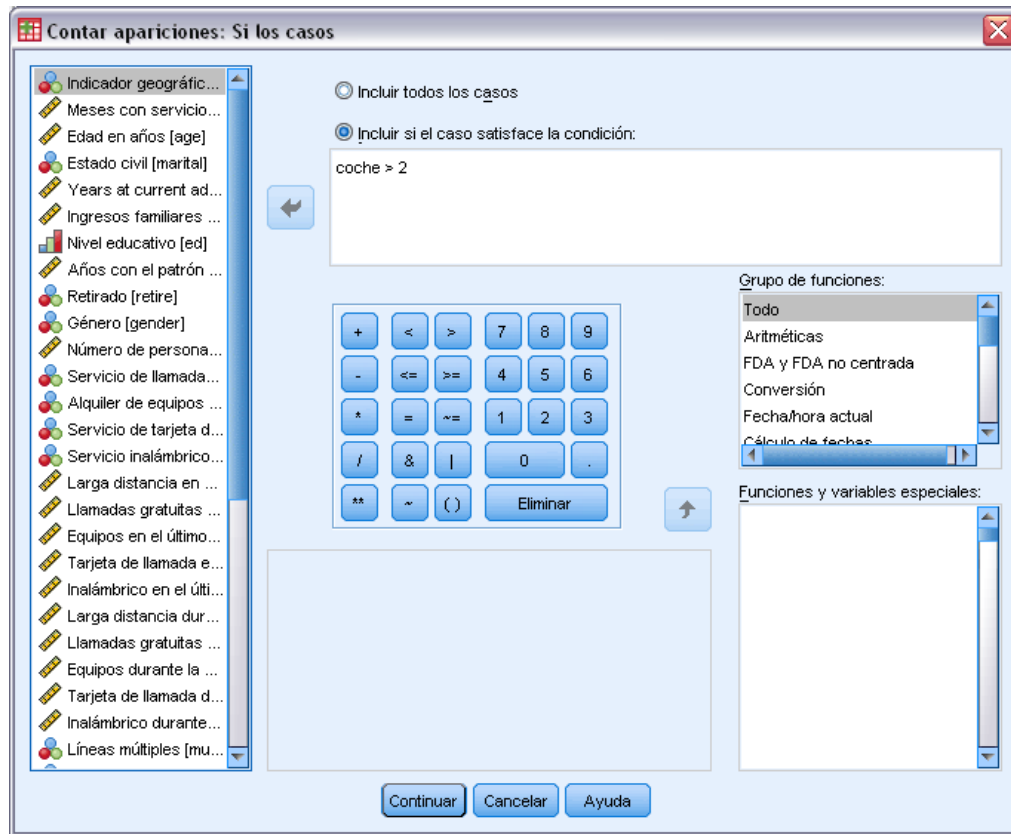 Contar apariciones: Si los casos
Indicador geográfic...
Meses con servicio...
Edad en años [age]
Estado civil [marital]
Years at current ad...
Ingresos familiares ...
Nivel educativo [ed]
Años con el patrón ...
Retirado [retire]
Género [gender]
Número de persona...
Servicio de llamada...
Alquiler de equipos ...
Servicio de tarjeta d...
Servicio inalámbrico...
Larga distancia en ...
Llamadas gratuitas ...
Equipos en el último...
Tarjeta de llamada e...
Inalámbrico en el últi...
Larga distancia dur...
Llamadas gratuitas ...
Equipos durante la ...
Tarjeta de llamada d...
Inalámbrico durante...
Líneas múltiples [mu...
Incluir todos los casos
Incluir si el caso satisface la condición:
coche > 2
+ < > 7 8 9
- <= >= 4 5 6
* = ~= 1 2 3
/ & | 0 .
** ~ ( ) Eliminar
Grupo de funciones:
Todo
Aritméticas
FDA y FDA no centrada
Conversión
Fecha/hora actual
Cálculo de fechas
Funciones y variables especiales:
Continuar Cancelar Ayuda